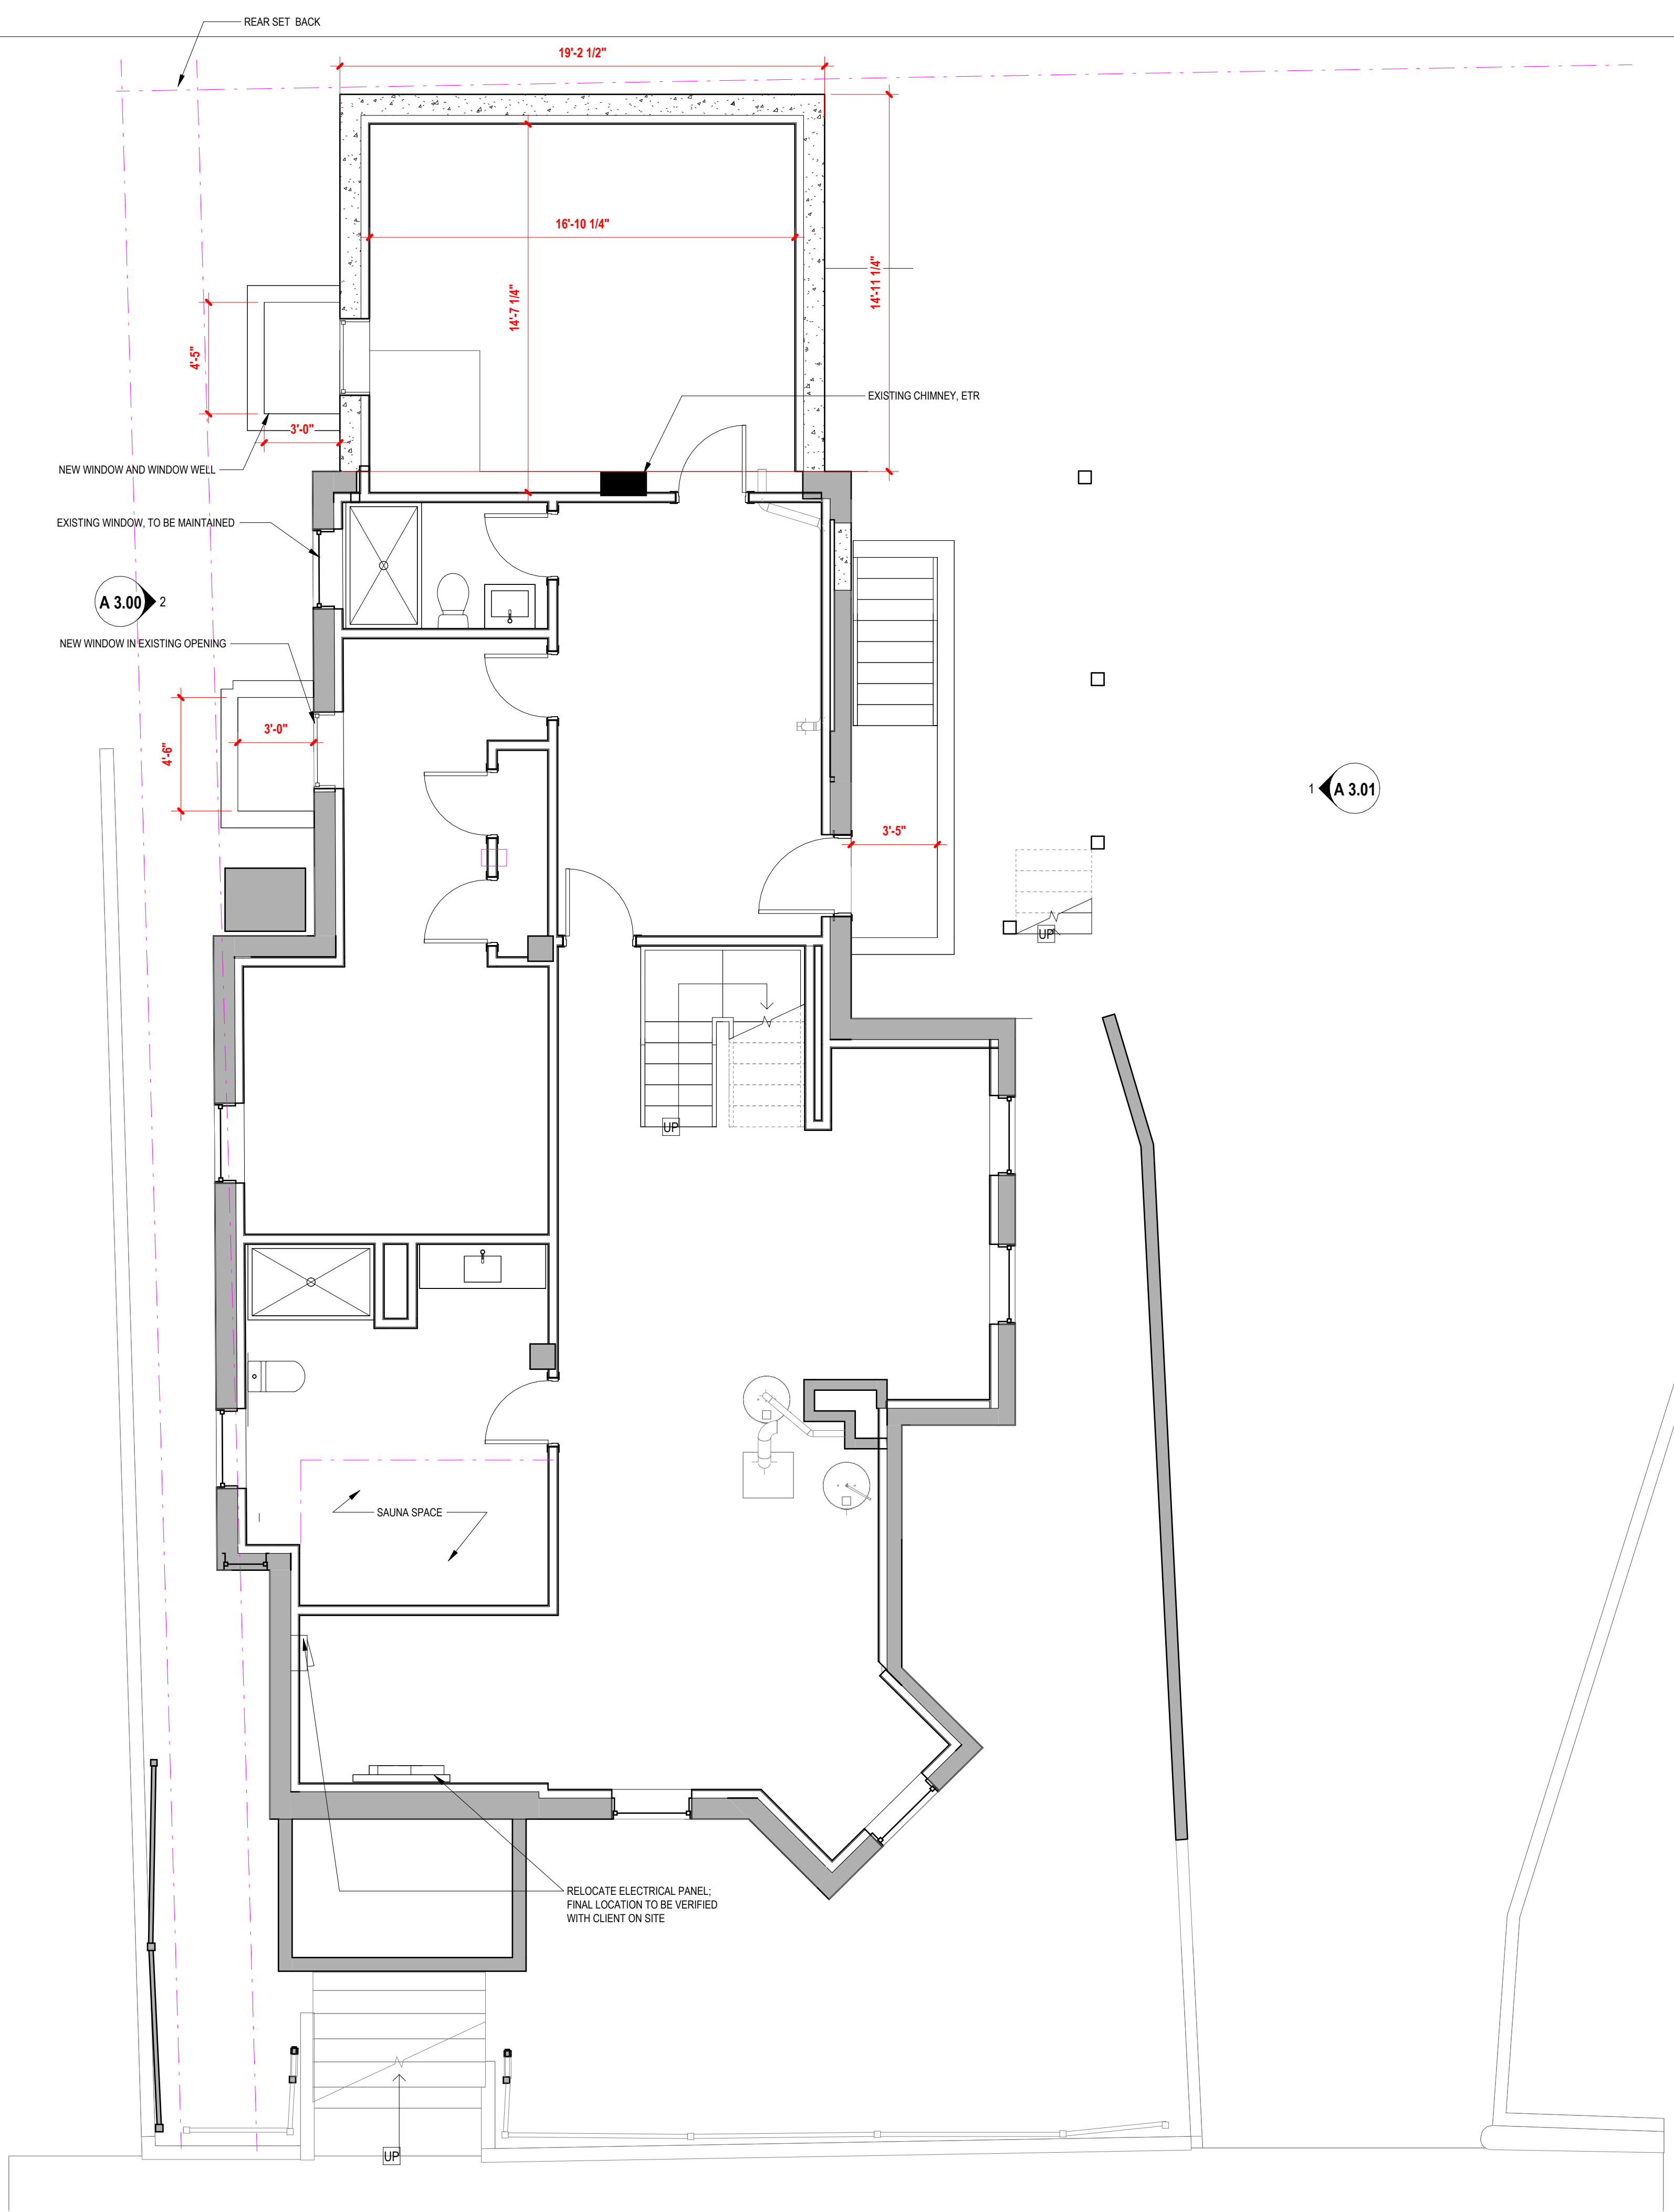 REAR SET BACK
19'-2 1/2"
16'-10 1/4"
14'-7 1/4"
14'-11 1/4"
4'-5"
3'-0"
EXISTING CHIMNEY, ETR
NEW WINDOW AND WINDOW WELL
EXISTING WINDOW, TO BE MAINTAINED
A 3.00 2
NEW WINDOW IN EXISTING OPENING
3'-0"
4'-6"
1 A 3.01
3'-5"
UP
UP
SAUNA SPACE
RELOCATE ELECTRICAL PANEL;
FINAL LOCATION TO BE VERIFIED
WITH CLIENT ON SITE
UP